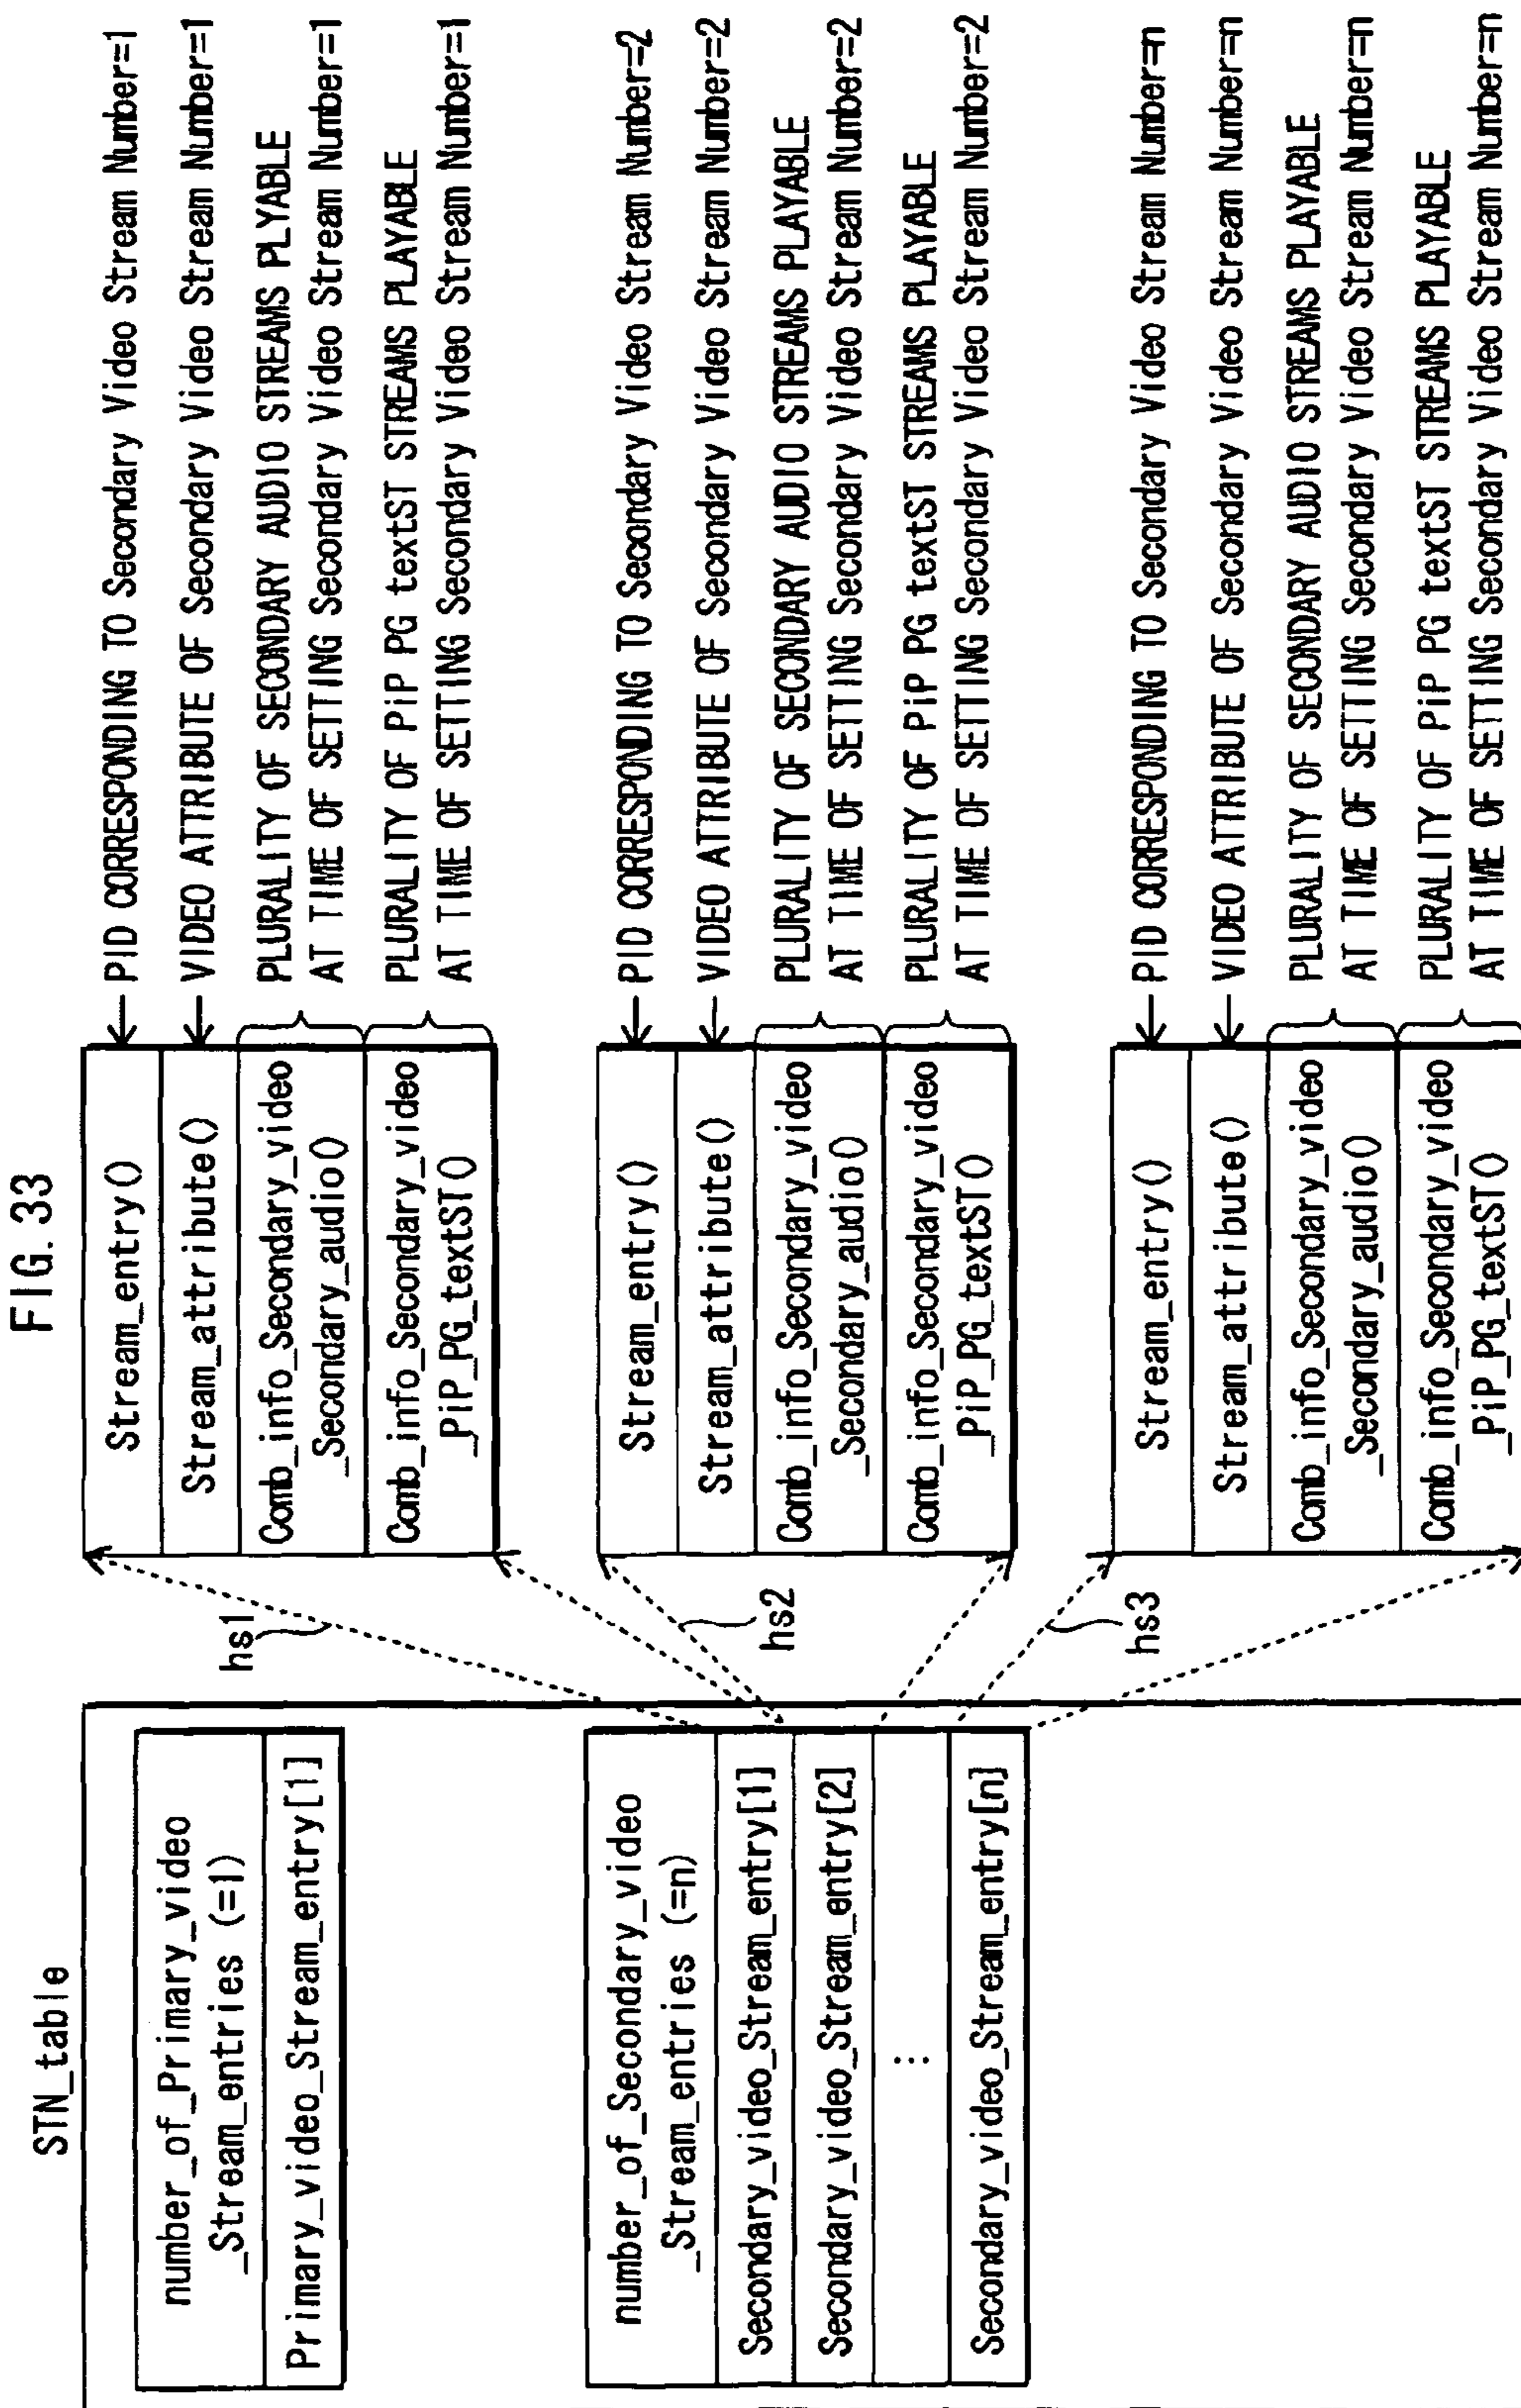 FIG. 33
STN_table
number_of_Primary_video
_Stream_entries (=1)
Primary_video_Stream_entry[1]
number_of_Secondary_video
_Stream_entries (=n)
Secondary_video_Stream_entry[1]
Secondary_video_Stream_entry[2]
⋮
Secondary_video_Stream_entry[n]
hs1
hs2
hs3
Stream_entry()
Stream_attribute()
Comb_info_Secondary_video
_Secondary_audio()
Comb_info_Secondary_video
_PiP_PG_textST()
PID CORRESPONDING TO Secondary Video Stream Number=1
VIDEO ATTRIBUTE OF Secondary Video Stream Number=1
PLURALITY OF SECONDARY AUDIO STREAMS PLYABLE
AT TIME OF SETTING Secondary Video Stream Number=1
PLURALITY OF PiP PG textST STREAMS PLAYABLE
AT TIME OF SETTING Secondary Video Stream Number=1
Stream_entry()
Stream_attribute()
Comb_info_Secondary_video
_Secondary_audio()
Comb_info_Secondary_video
_PiP_PG_textST()
PID CORRESPONDING TO Secondary Video Stream Number=2
VIDEO ATTRIBUTE OF Secondary Video Stream Number=2
PLURALITY OF SECONDARY AUDIO STREAMS PLAYABLE
AT TIME OF SETTING Secondary Video Stream Number=2
PLURALITY OF PiP PG textST STREAMS PLAYABLE
AT TIME OF SETTING Secondary Video Stream Number=2
Stream_entry()
Stream_attribute()
Comb_info_Secondary_video
_Secondary_audio()
Comb_info_Secondary_video
_PiP_PG_textST()
PID CORRESPONDING TO Secondary Video Stream Number=n
VIDEO ATTRIBUTE OF Secondary Video Stream Number=n
PLURALITY OF SECONDARY AUDIO STREAMS PLAYABLE
AT TIME OF SETTING Secondary Video Stream Number=n
PLURALITY OF PiP PG textST STREAMS PLAYABLE
AT TIME OF SETTING Secondary Video Stream Number=n